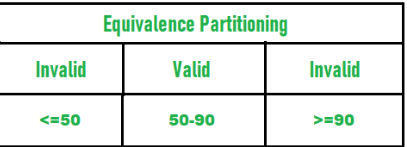 Equivalence Partitioning
Invalid Valid Invalid
<=50 50-90 >=90